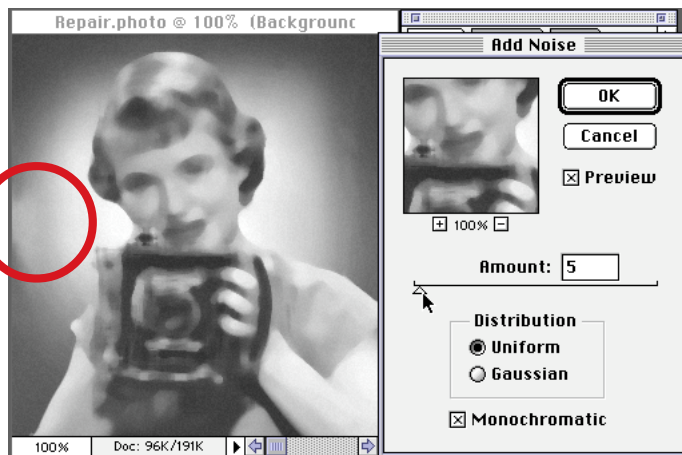 Repair.photo @ 100% (Background
Add Noise
OK
Cancel
Preview
100%
Amount: 5
Distribution
Uniform
Gaussian
Monochromatic
100%
Doc: 96K/191K